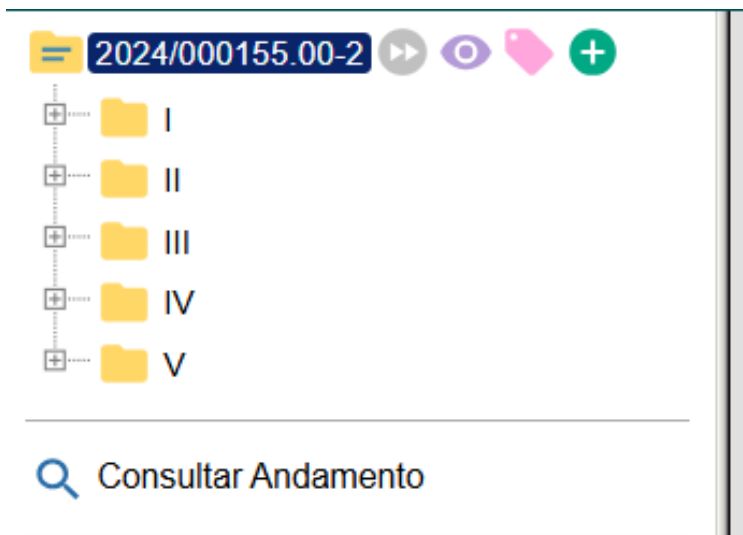 2024/000155.00-2
I
II
III
IV
V
Consultar Andamento